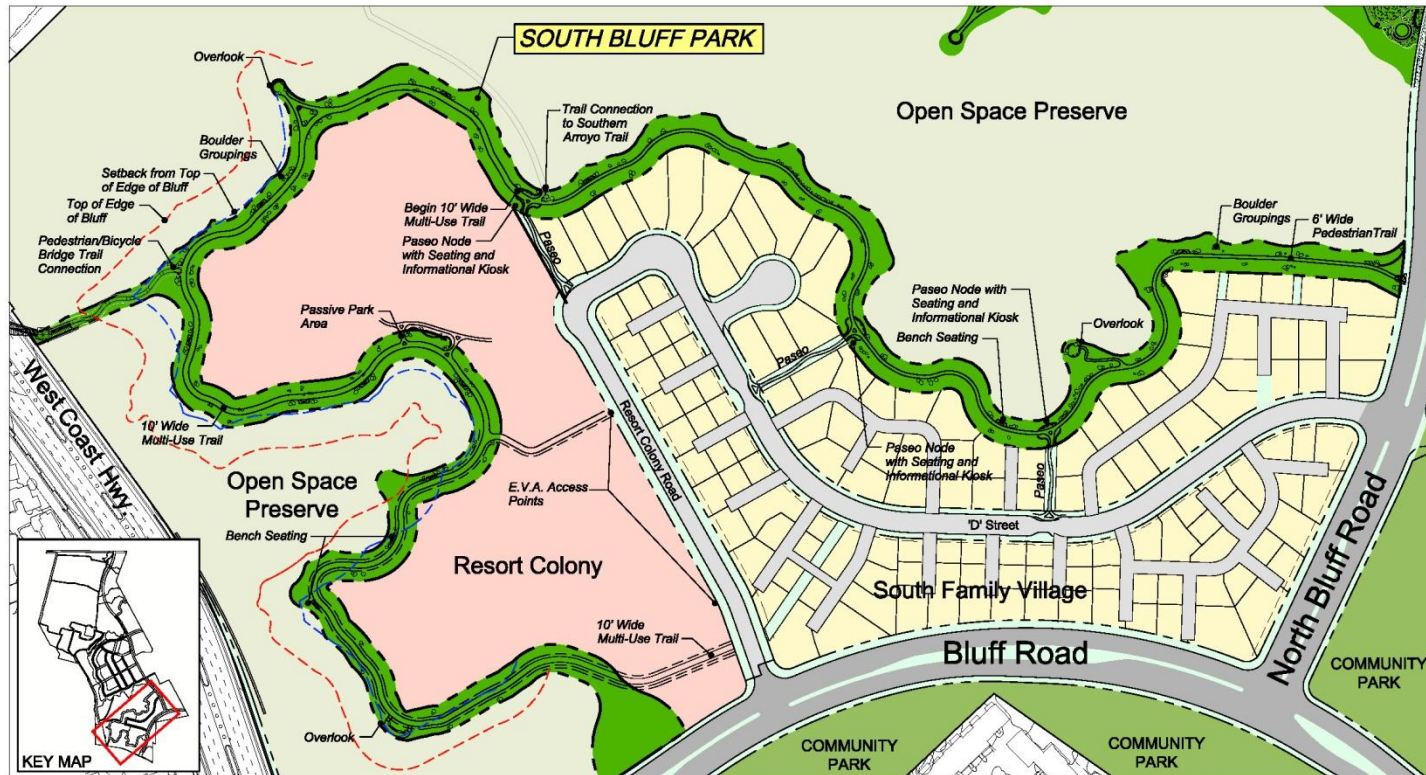 SOUTH BLUFF PARK
Overlook
Trail Connection
to Southern
Arroyo Trail
Open Space Preserve
Boulder
Groupings
Setback from Top
of Edge of Bluff
Top of Edge
of Bluff
Pedestrian/Bicycle
Bridge Trail
Connection
Begin 10' Wide
Multi-Use Trail
Paseo Node
with Seating and
Informational Kiosk
Paseo
Boulder
Groupings
6' Wide
PedestrianTrail
Passive Park
Area
Paseo Node with
Seating and
Informational Kiosk
Bench Seating
Overlook
Paseo
West Coast Hwy.
10' Wide
Multi-Use Trail
Resort Colony Road
Paseo Node
with Seating and
Informational Kiosk
Paseo
Open Space
Preserve
E.V.A. Access
Points
'D' Street
Bench Seating
Resort Colony
South Family Village
10' Wide
Multi-Use Trail
Bluff Road
North Bluff Road
COMMUNITY
PARK
Overlook
COMMUNITY
PARK
COMMUNITY
PARK
KEY MAP